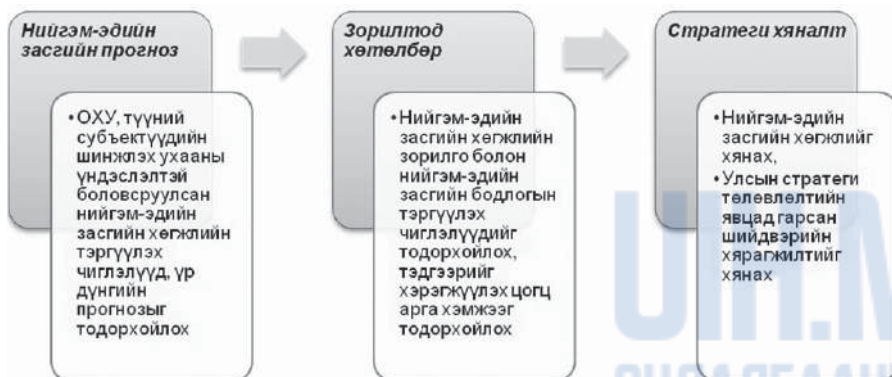 Нийгэм-эдийн
засгийн прогноз
• ОХУ, түүний
субъектүүдийн
шинжлэх ухааны
үндэслэлтэй
боловсруулсан
нийгэм-эдийн
засгийн хөгжлийн
тэргүүлэх
чиглэлүүд, үр
дүнгийн
прогнозыг
тодорхойлох
Зорилтод
хөтөлбөр
• Нийгэм-эдийн
засгийн хөгжлийн
зорилго болон
нийгэм-эдийн
засгийн бодлогын
тэргүүлэх
чиглэлүүдийг
тодорхойлох,
тэдгээрийг
хэрэгжүүлэх цогц
арга хэмжээг
тодорхойлох
Стратеги хяналт
• Нийгэм-эдийн
засгийн хөгжлийг
хянах,
• Улсын стратеги
төлөвлөлтийн
явцад гарсан
шийдвэрийн
хярагжилтийг
хянах
UIH.M